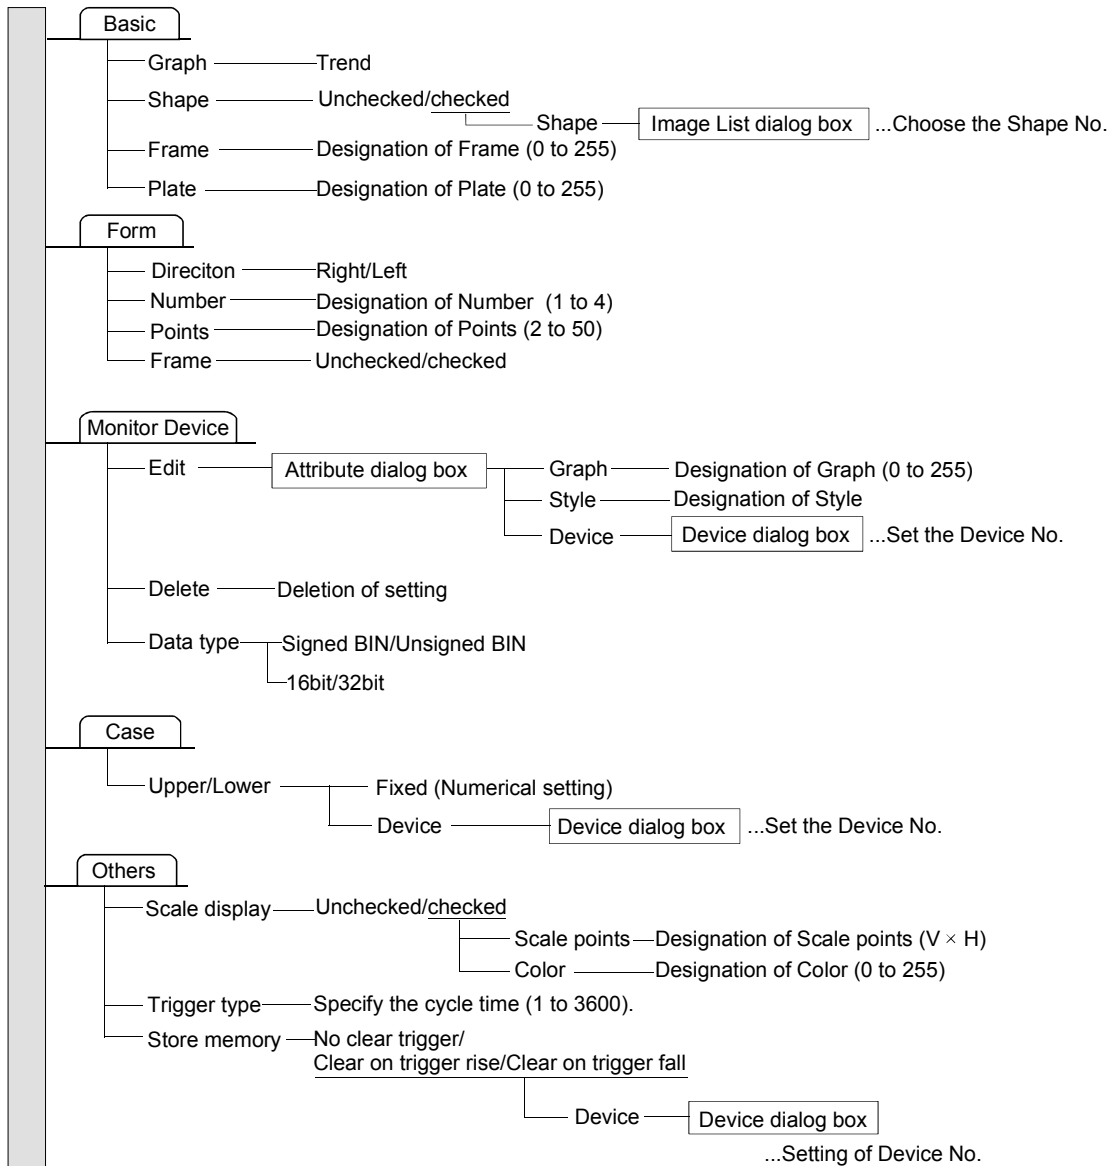 Basic
Graph Trend
Shape Unchecked/checked
Shape Image List dialog box ...Choose the Shape No.
Frame Designation of Frame (0 to 255)
Plate Designation of Plate (0 to 255)
Form
Direciton Right/Left
Number Designation of Number (1 to 4)
Points Designation of Points (2 to 50)
Frame Unchecked/checked
Monitor Device
Edit Attribute dialog box Graph Designation of Graph (0 to 255)
Style Designation of Style
Device Device dialog box ...Set the Device No.
Delete Deletion of setting
Data type Signed BIN/Unsigned BIN
16bit/32bit
Case
Upper/Lower Fixed (Numerical setting)
Device Device dialog box ...Set the Device No.
Others
Scale display Unchecked/checked
Scale points Designation of Scale points (V × H)
Color Designation of Color (0 to 255)
Trigger type Specify the cycle time (1 to 3600).
Store memory No clear trigger/
Clear on trigger rise/Clear on trigger fall
Device Device dialog box
...Setting of Device No.